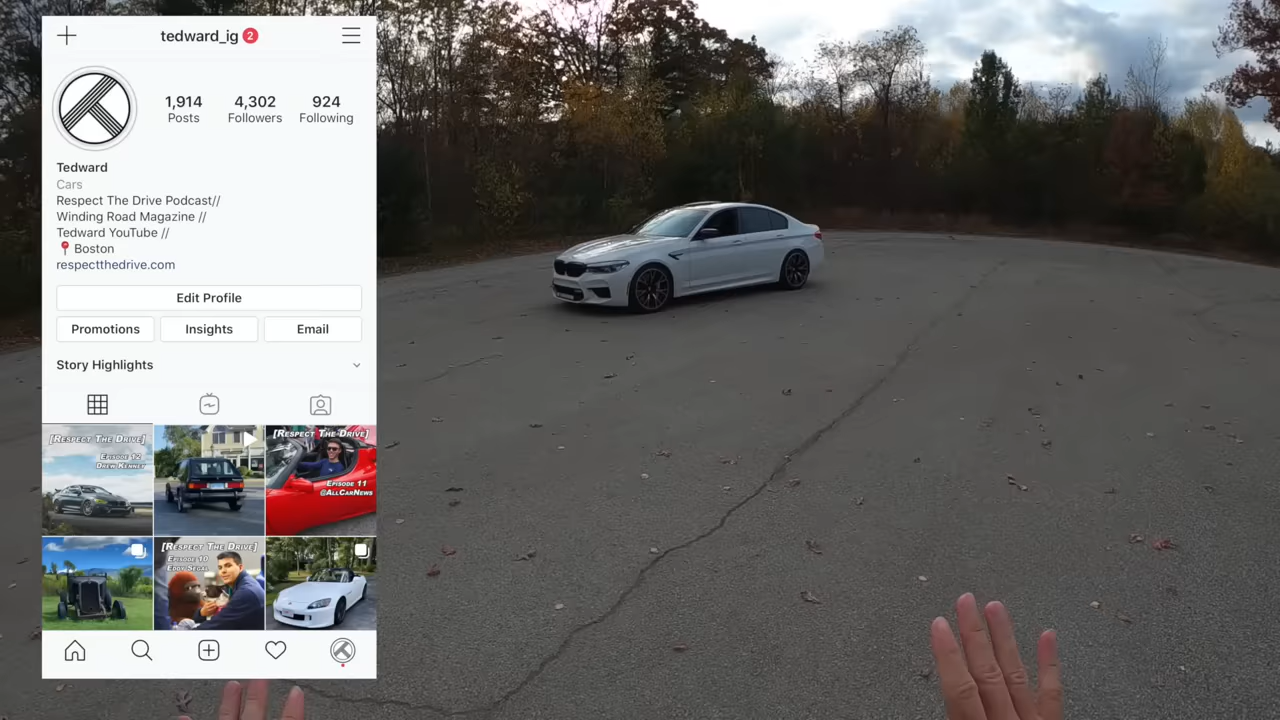 tedward_ig 2
1,914 4,302 924
Posts Followers Following
Tedward
Cars
Respect The Drive Podcast//
Winding Road Magazine //
Tedward YouTube //
📍 Boston
respectthedrive.com
Edit Profile
Promotions Insights Email
Story Highlights
[Respect The Drive]
Episode 12
Drew Kenney
[Respect The Drive]
Episode 11
@AllCarNews
[Respect The Drive]
Episode 10
Eddy Segal